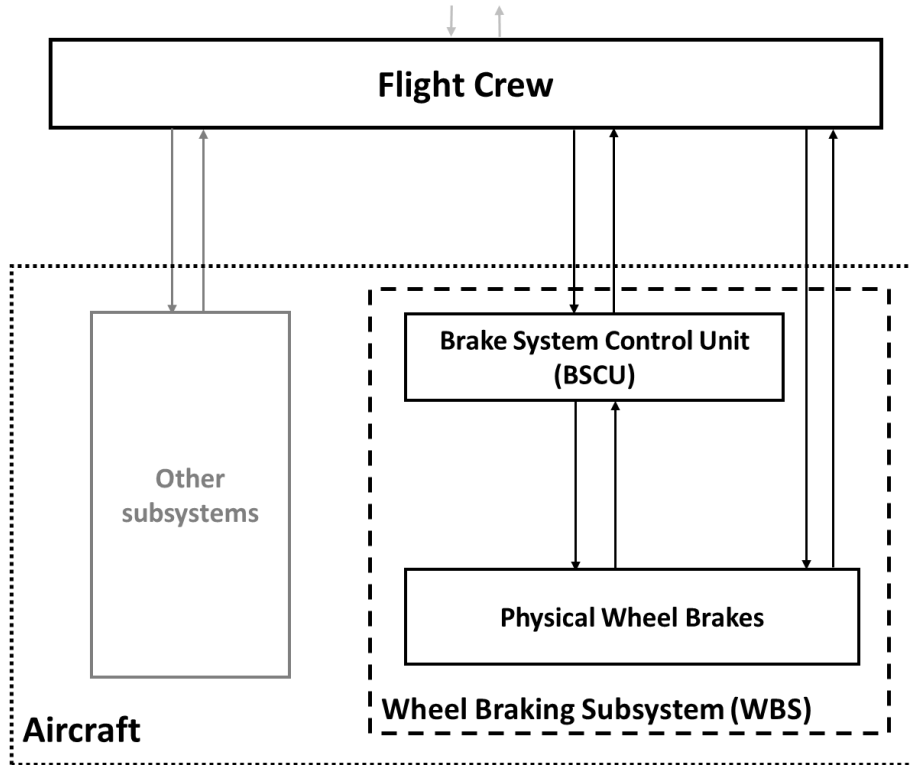 Flight Crew
Brake System Control Unit
(BSCU)
Other
subsystems
Physical Wheel Brakes
Wheel Braking Subsystem (WBS)
Aircraft